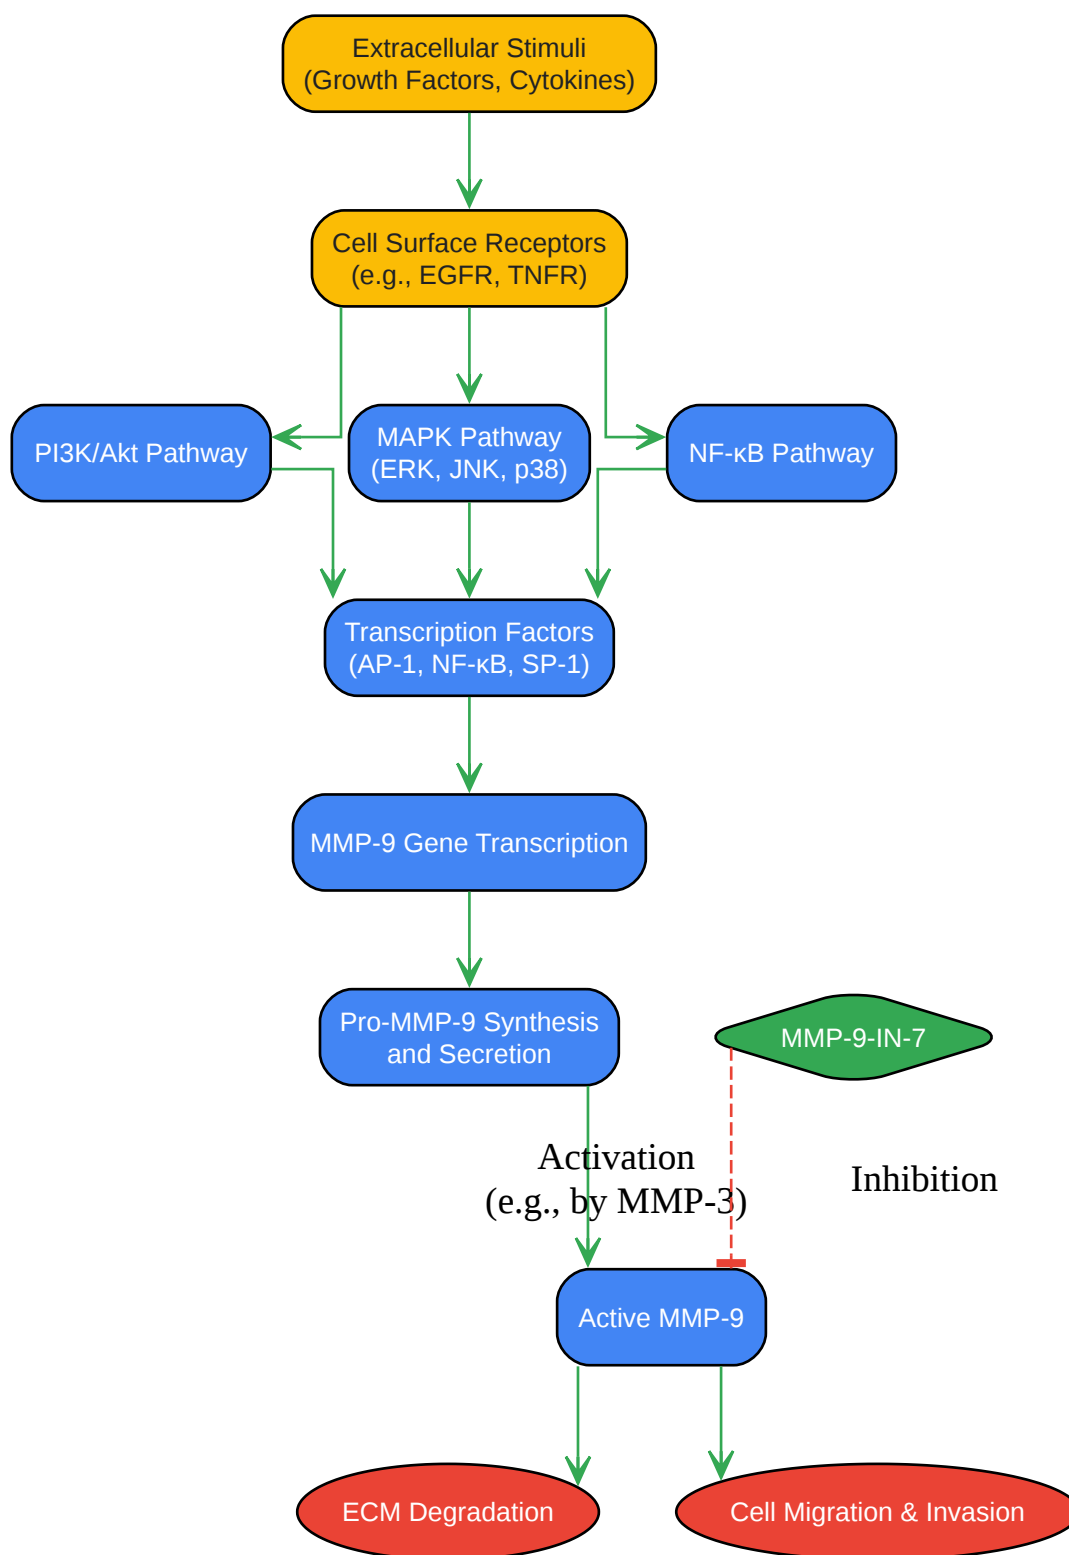 Extracellular Stimuli
(Growth Factors, Cytokines)
Cell Surface Receptors
(e.g., EGFR, TNFR)
PI3K/Akt Pathway
MAPK Pathway
(ERK, JNK, p38)
NF-κB Pathway
Transcription Factors
(AP-1, NF-κB, SP-1)
MMP-9 Gene Transcription
Pro-MMP-9 Synthesis
and Secretion
MMP-9-IN-7
Activation
(e.g., by MMP-3)
Inhibition
Active MMP-9
ECM Degradation
Cell Migration & Invasion